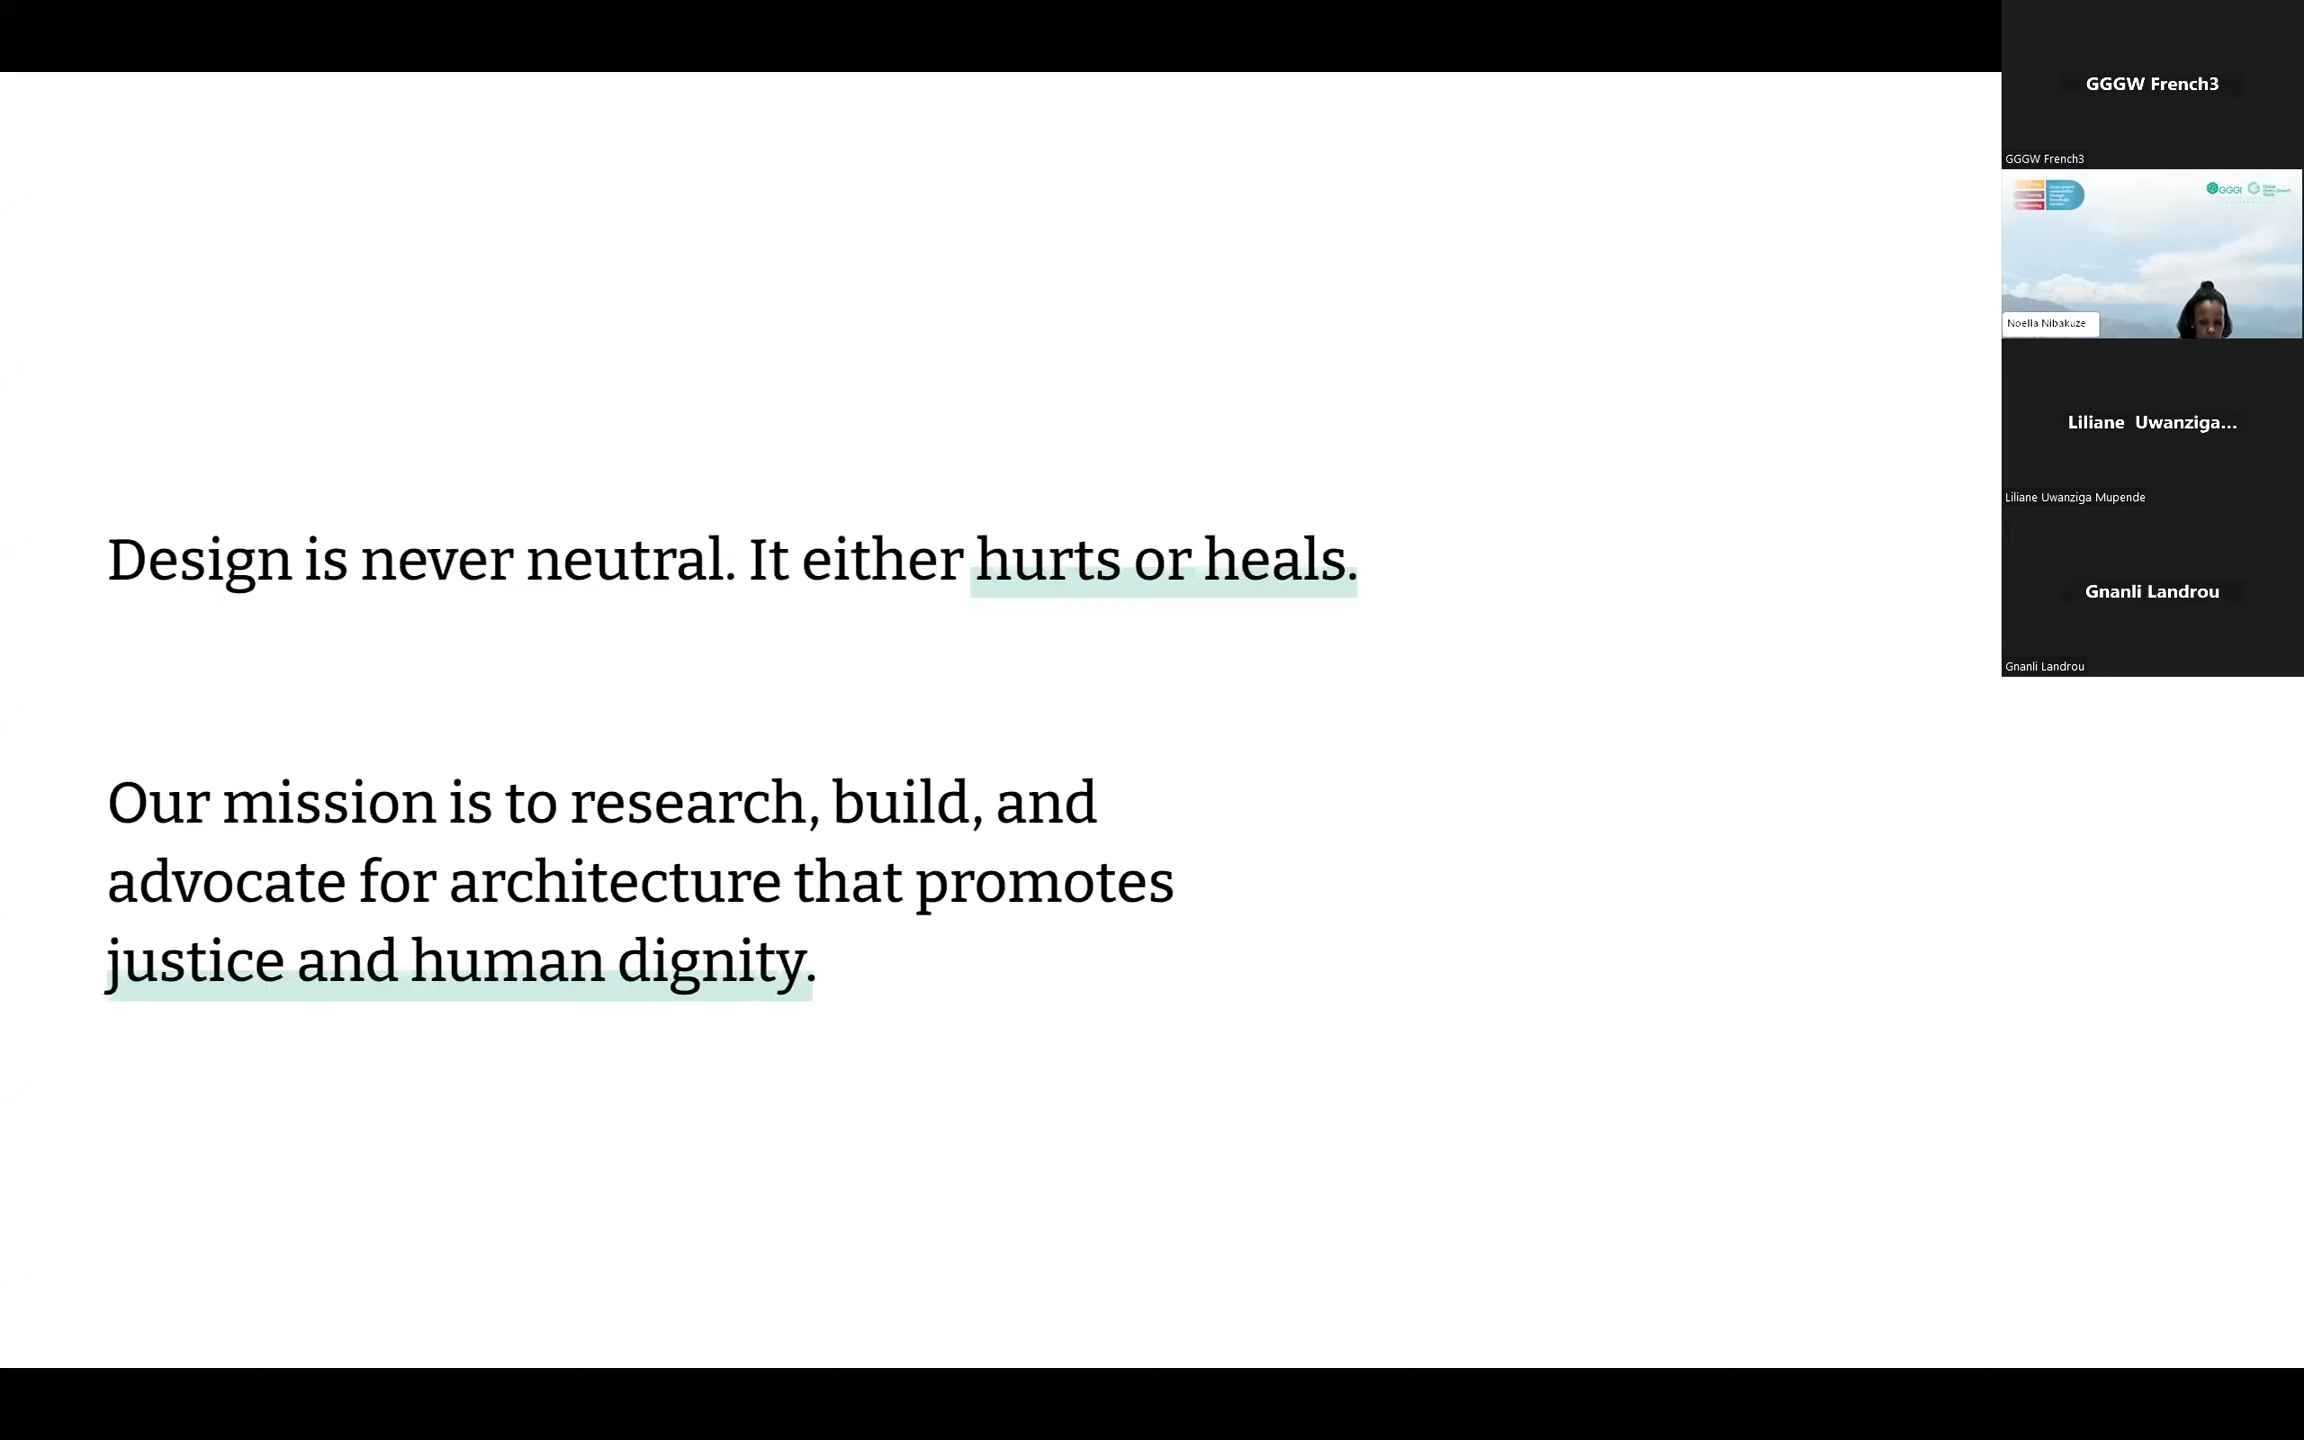 GGGW French3
GGGW French3
GGGI
Noella Nibakuze
Liliane Uwanziga...
Liliane Uwanziga Mupende
Gnanli Landrou
Gnanli Landrou
Design is never neutral. It either hurts or heals.
Our mission is to research, build, and
advocate for architecture that promotes
justice and human dignity.